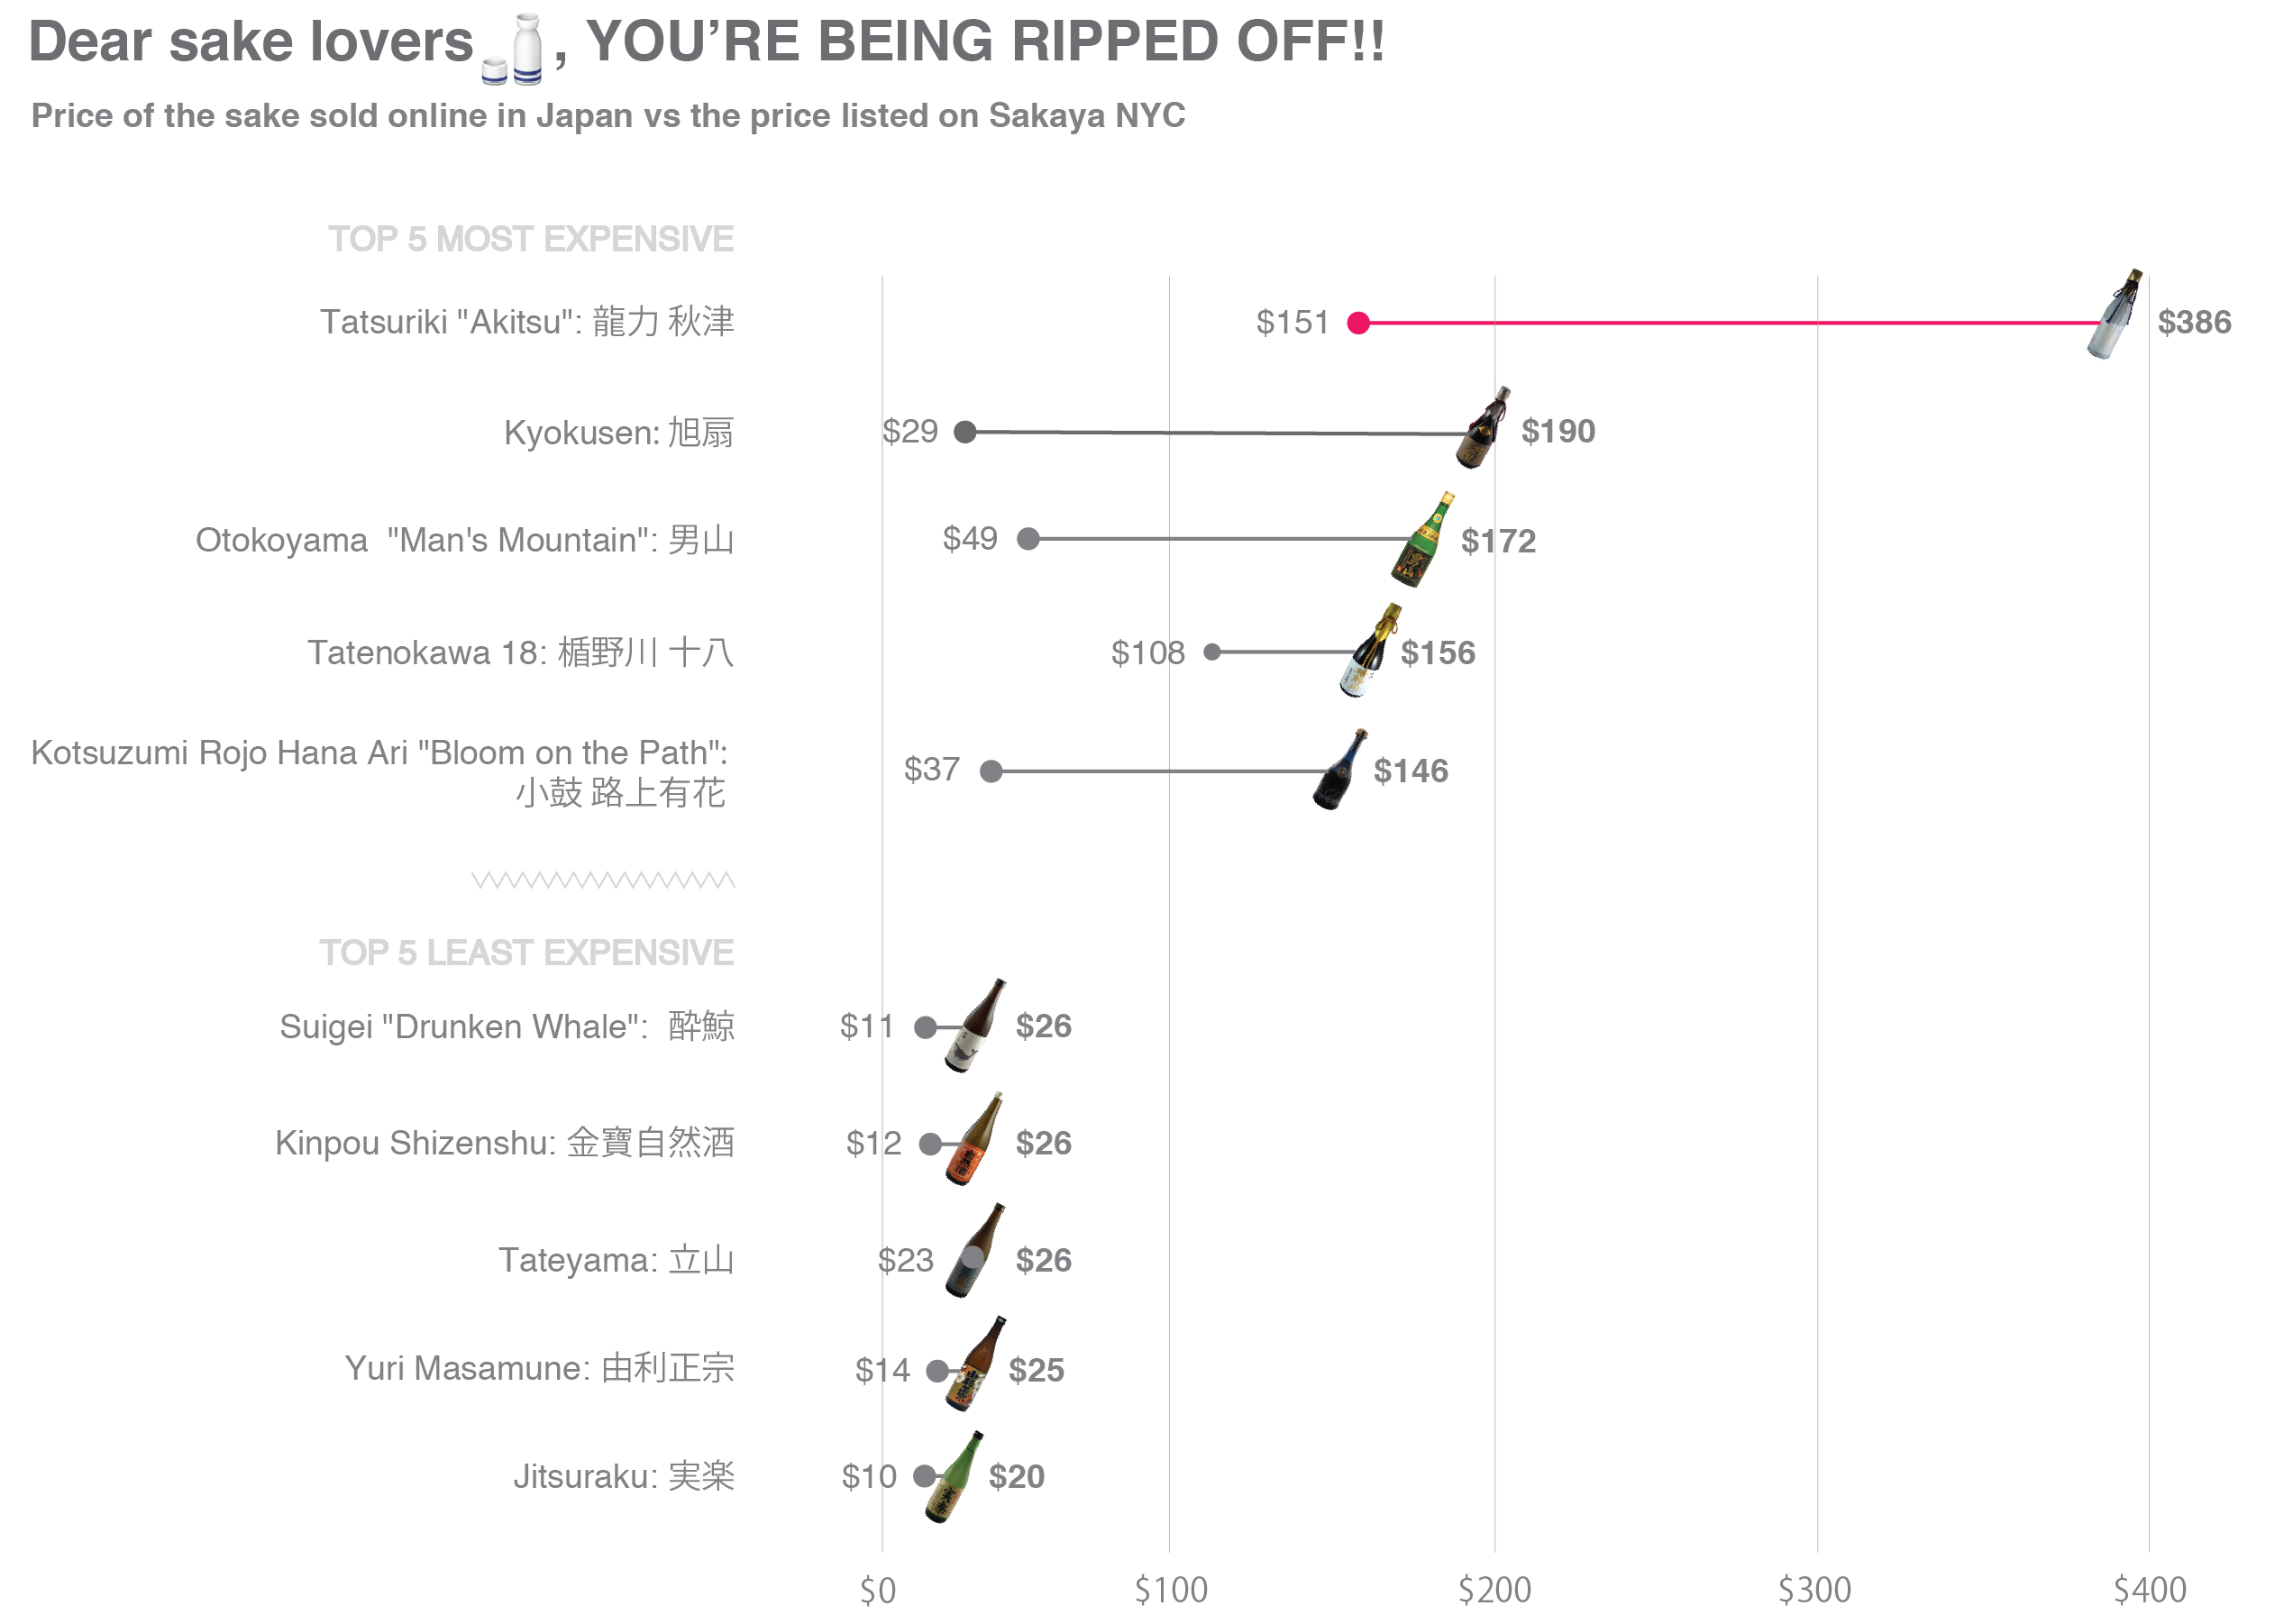 Dear sake lovers, YOU’RE BEING RIPPED OFF!!
Price of the sake sold online in Japan vs the price listed on Sakaya NYC
TOP 5 MOST EXPENSIVE
Tatsuriki "Akitsu": 龍力 秋津 $151 $386
Kyokusen: 旭扇 $29 $190
Otokoyama "Man's Mountain": 男山 $49 $172
Tatenokawa 18: 楯野川 十八 $108 $156
Kotsuzumi Rojo Hana Ari "Bloom on the Path": $37 $146
小鼓 路上有花
TOP 5 LEAST EXPENSIVE
Suigei "Drunken Whale": 酔鯨 $11 $26
Kinpou Shizenshu: 金寶自然酒 $12 $26
Tateyama: 立山 $23 $26
Yuri Masamune: 由利正宗 $14 $25
Jitsuraku: 実楽 $10 $20
$0 $100 $200 $300 $400